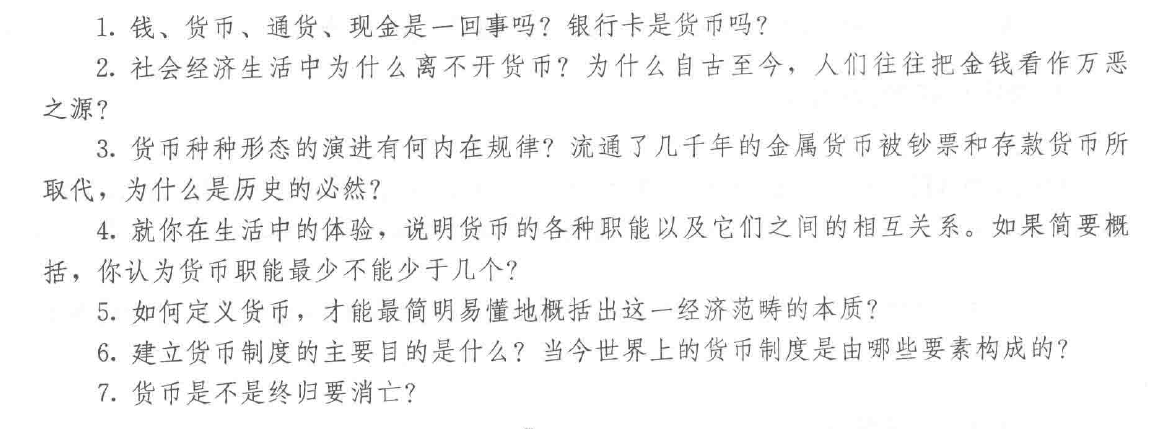 1. 钱、货币、通货、现金是一回事吗？银行卡是货币吗？
2. 社会经济生活中为什么离不开货币？为什么自古至今，人们往往把金钱看作万恶
之源？
3. 货币种种形态的演进有何内在规律？流通了几千年的金属货币被钞票和存款货币所
取代，为什么是历史的必然？
4. 就你在生活中的体验，说明货币的各种职能以及它们之间的相互关系。如果简要概
括，你认为货币职能最少不能少于几个？
5. 如何定义货币，才能最简明易懂地概括出这一经济范畴的本质？
6. 建立货币制度的主要目的是什么？当今世界上的货币制度是由哪些要素构成的？
7. 货币是不是终归要消亡？